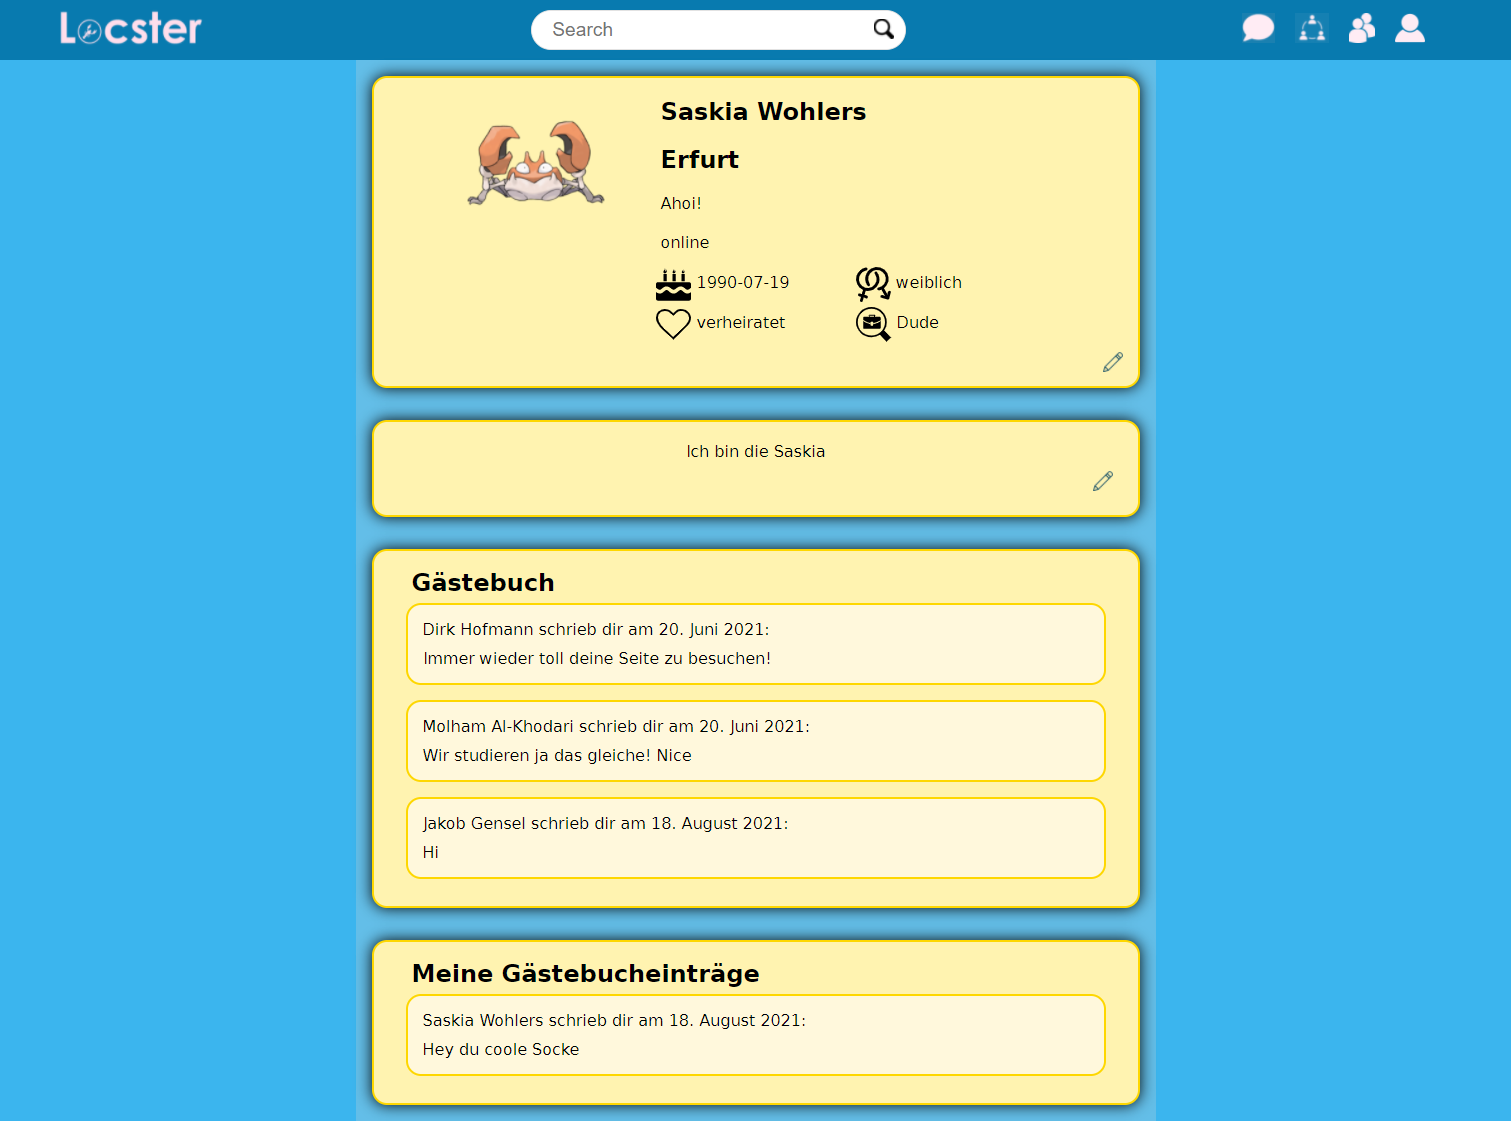 Locster
Search
Saskia Wohlers
Erfurt
Ahoi!
online
1990-07-19 weiblich
verheiratet Dude
Ich bin die Saskia
Gästebuch
Dirk Hofmann schrieb dir am 20. Juni 2021:
Immer wieder toll deine Seite zu besuchen!
Molham Al-Khodari schrieb dir am 20. Juni 2021:
Wir studieren ja das gleiche! Nice
Jakob Gensel schrieb dir am 18. August 2021:
Hi
Meine Gästebucheinträge
Saskia Wohlers schrieb dir am 18. August 2021:
Hey du coole Socke